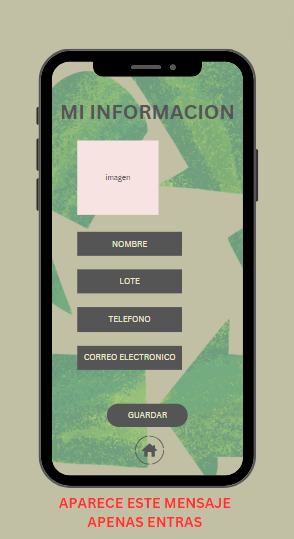 MI INFORMACION
imagen
NOMBRE
LOTE
TELEFONO
CORREO ELECTRONICO
GUARDAR
APARECE ESTE MENSAJE
APENAS ENTRAS